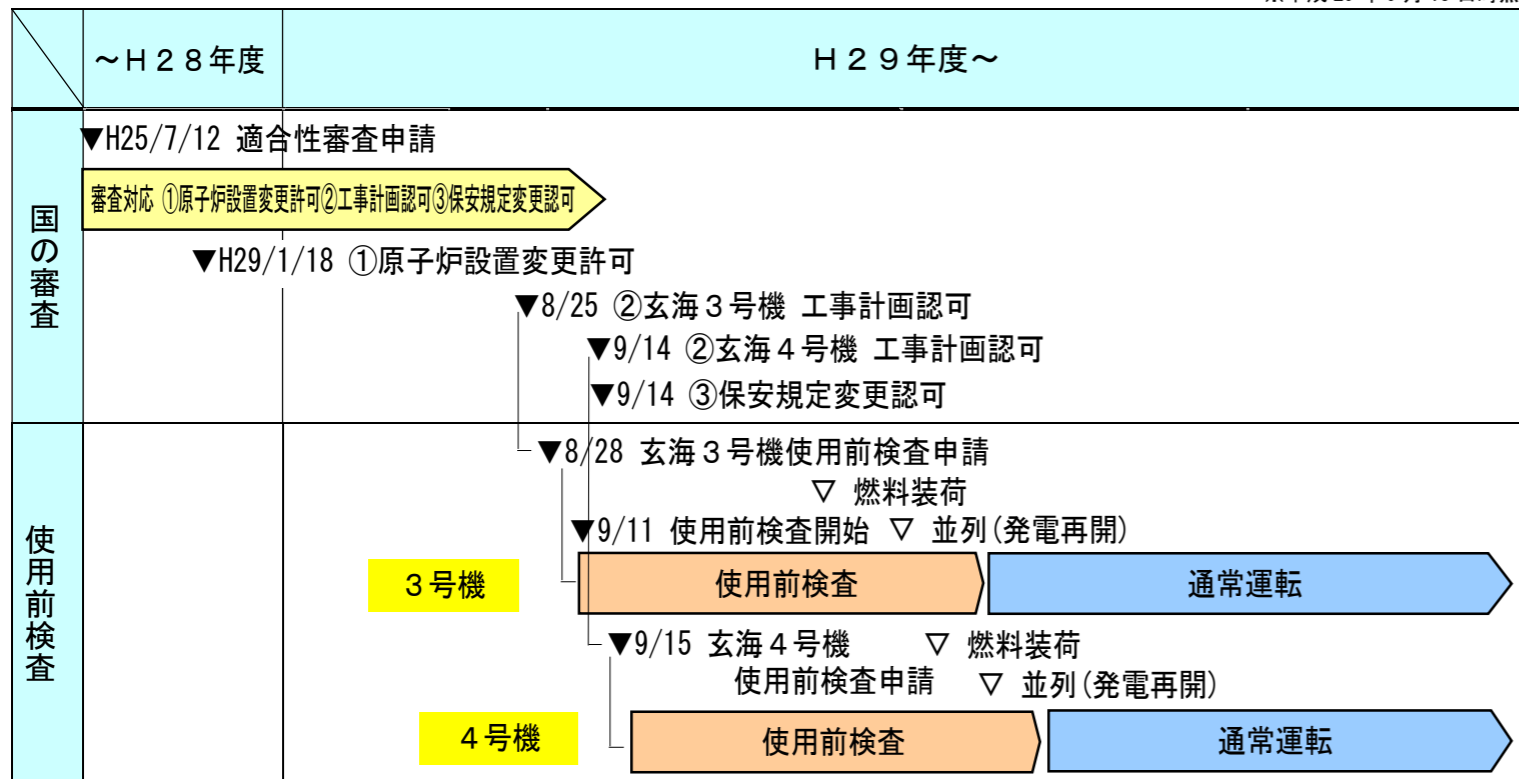 ～Ｈ２８年度
Ｈ２９年度～
国の審査
▼H25/7/12 適合性審査申請
審査対応 ①原子炉設置変更許可②工事計画認可③保安規定変更認可
▼H29/1/18 ①原子炉設置変更許可
▼8/25 ②玄海３号機 工事計画認可
▼9/14 ②玄海４号機 工事計画認可
▼9/14 ③保安規定変更認可
使用前検査
▼8/28 玄海３号機使用前検査申請
▽ 燃料装荷
▼9/11 使用前検査開始 ▽ 並列(発電再開)
３号機 使用前検査 通常運転
▼9/15 玄海４号機 ▽ 燃料装荷
使用前検査申請 ▽ 並列(発電再開)
４号機 使用前検査 通常運転